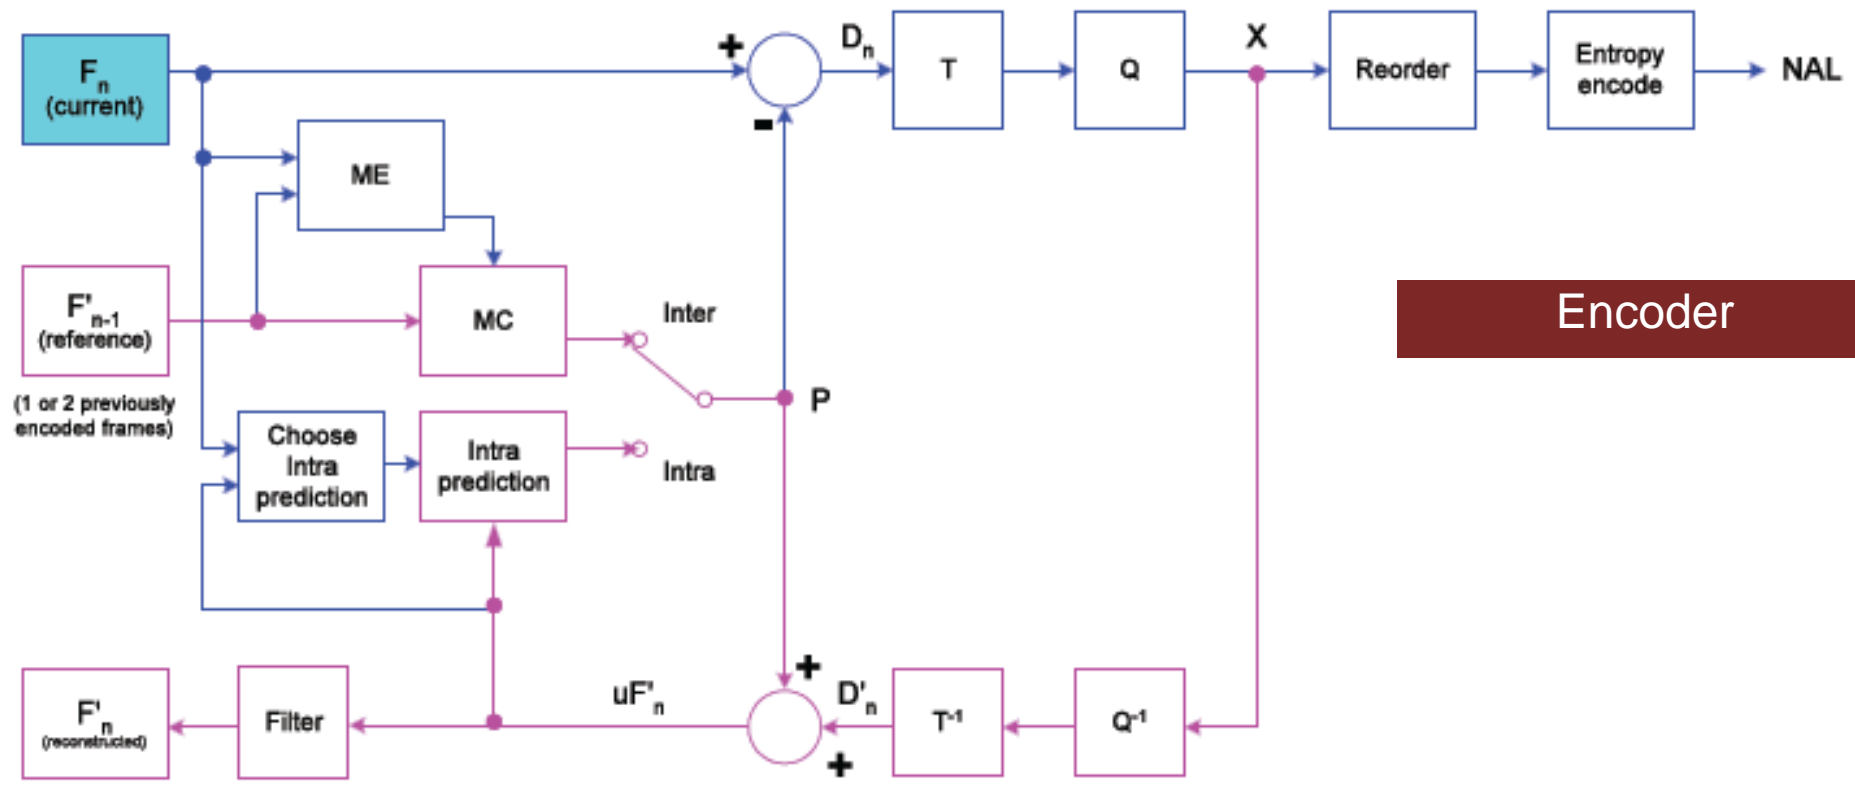 Fn
(current)
+
-
Dn
T
Q
X
Reorder
Entropy
encode
NAL
ME
F'n-1
(reference)
(1 or 2 previously
encoded frames)
MC
Inter
P
Encoder
Choose
Intra
prediction
Intra
prediction
Intra
F'n
(reconstructed)
Filter
uF'n
+
+
D'n
T-1
Q-1